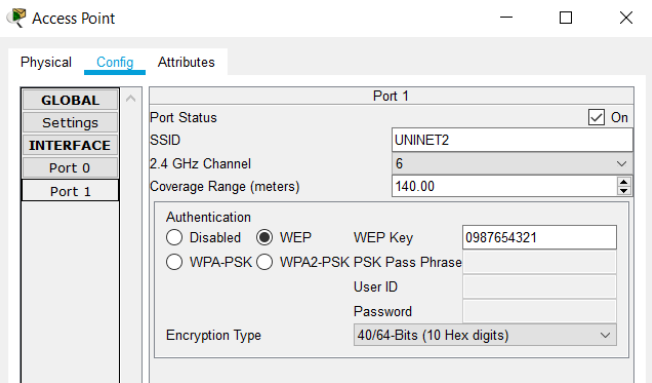 Access Point
Physical Config Attributes
GLOBAL
Settings
INTERFACE
Port 0
Port 1
Port 1
Port Status On
SSID UNINET2
2.4 GHz Channel 6
Coverage Range (meters) 140.00
Authentication
Disabled WEP WEP Key 0987654321
WPA-PSK WPA2-PSK PSK Pass Phrase
User ID
Password
Encryption Type 40/64-Bits (10 Hex digits)